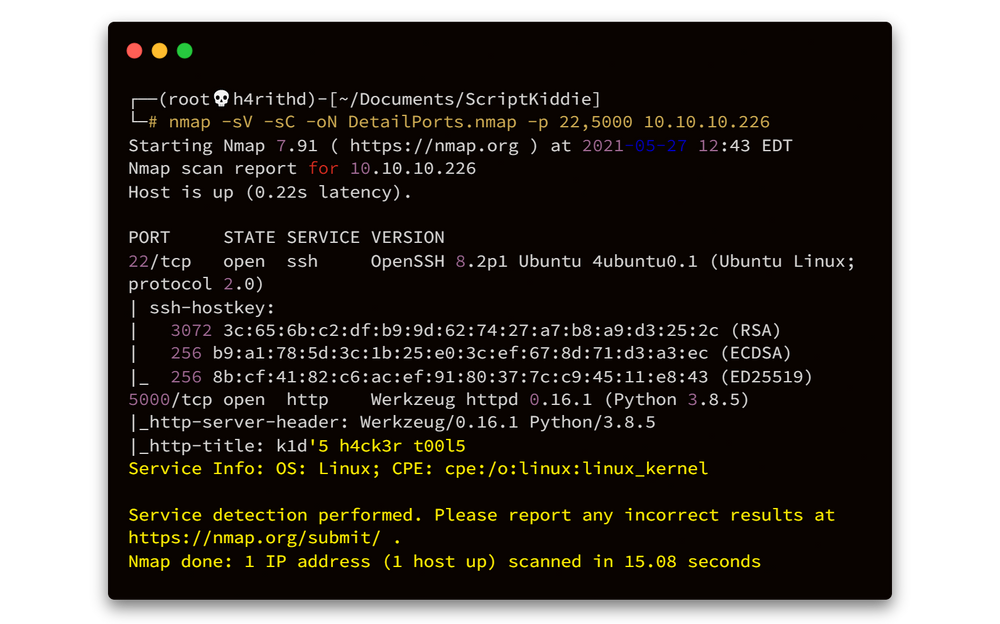 ┌──(root💀h4rithd)-[~/Documents/ScriptKiddie]
└─# nmap -sV -sC -oN DetailPorts.nmap -p 22,5000 10.10.10.226
Starting Nmap 7.91 ( https://nmap.org ) at 2021-05-27 12:43 EDT
Nmap scan report for 10.10.10.226
Host is up (0.22s latency).

PORT     STATE SERVICE VERSION
22/tcp   open  ssh     OpenSSH 8.2p1 Ubuntu 4ubuntu0.1 (Ubuntu Linux;
protocol 2.0)
| ssh-hostkey:
|   3072 3c:65:6b:c2:df:b9:9d:62:74:27:a7:b8:a9:d3:25:2c (RSA)
|   256 b9:a1:78:5d:3c:1b:25:e0:3c:ef:67:8d:71:d3:a3:ec (ECDSA)
|_  256 8b:cf:41:82:c6:ac:ef:91:80:37:7c:c9:45:11:e8:43 (ED25519)
5000/tcp open  http    Werkzeug httpd 0.16.1 (Python 3.8.5)
|_http-server-header: Werkzeug/0.16.1 Python/3.8.5
|_http-title: k1d'5 h4ck3r t00l5
Service Info: OS: Linux; CPE: cpe:/o:linux:linux_kernel

Service detection performed. Please report any incorrect results at
https://nmap.org/submit/ .
Nmap done: 1 IP address (1 host up) scanned in 15.08 seconds